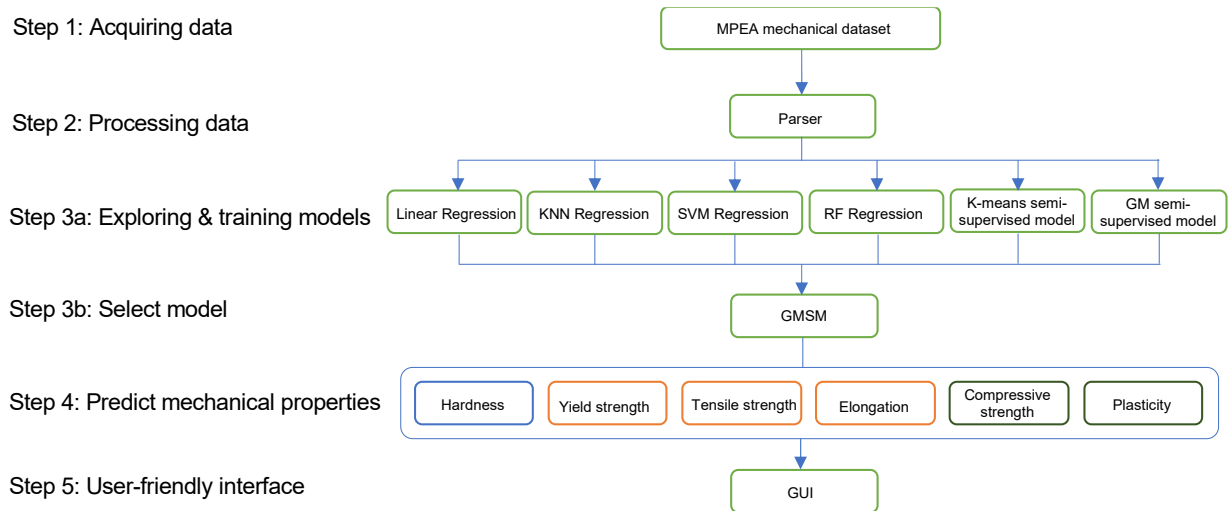 Step 1: Acquiring data
MPEA mechanical dataset
Step 2: Processing data
Parser
Step 3a: Exploring & training models
Linear Regression
KNN Regression
SVM Regression
RF Regression
K-means semi-
supervised model
GM semi-
supervised model
Step 3b: Select model
GMSM
Step 4: Predict mechanical properties
Hardness
Yield strength
Tensile strength
Elongation
Compressive
strength
Plasticity
Step 5: User-friendly interface
GUI